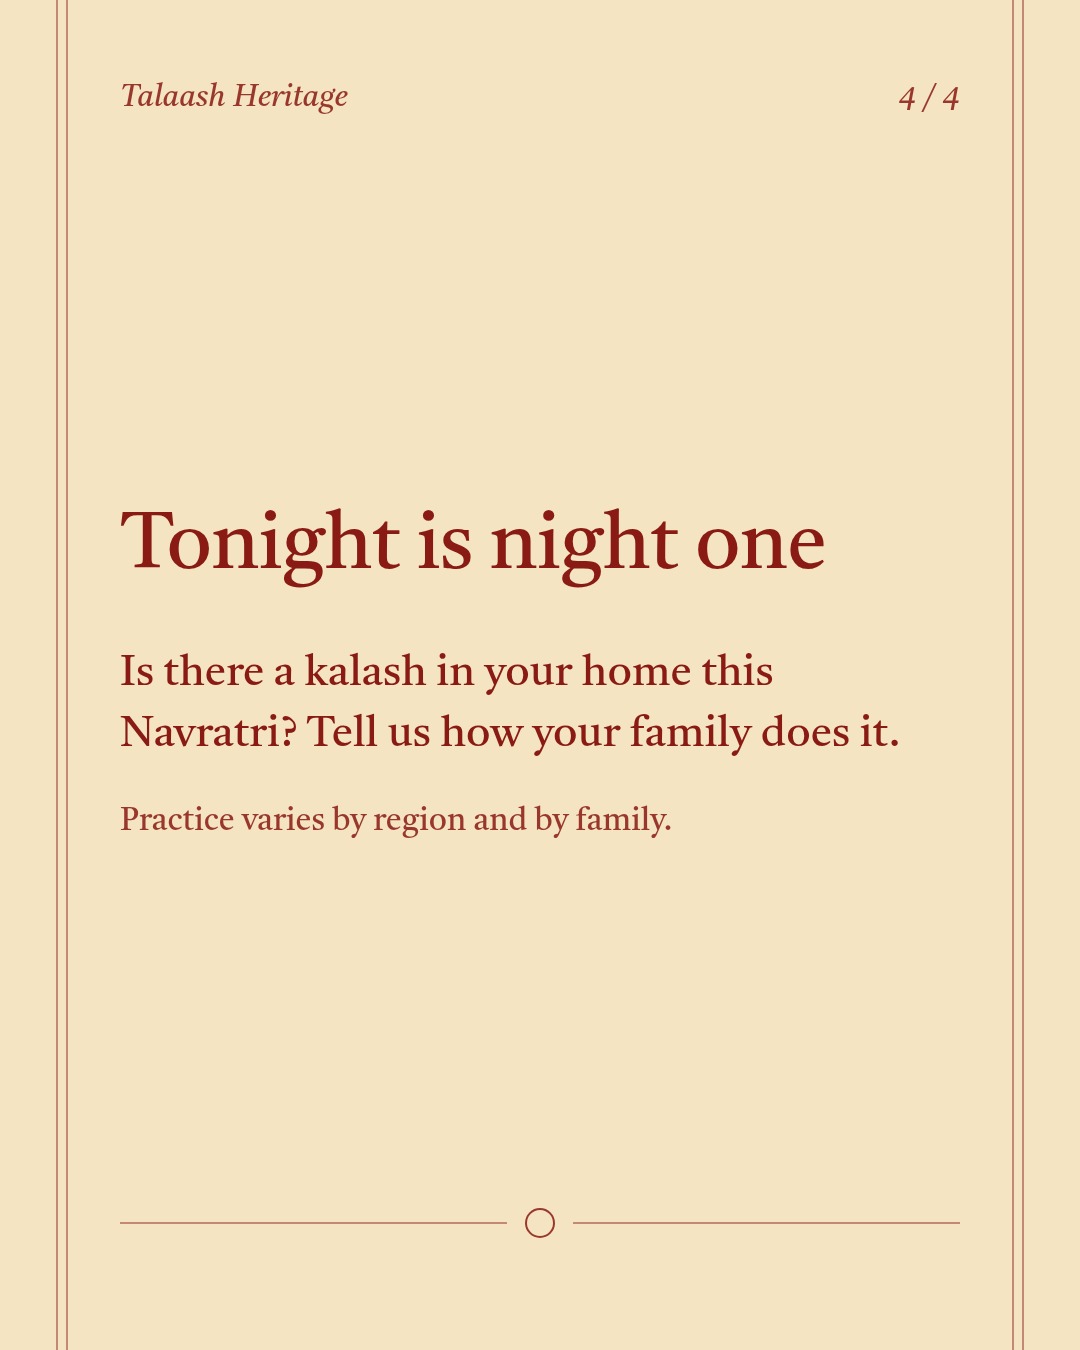 Talaash Heritage
4 / 4
Tonight is night one
Is there a kalash in your home this
Navratri? Tell us how your family does it.
Practice varies by region and by family.